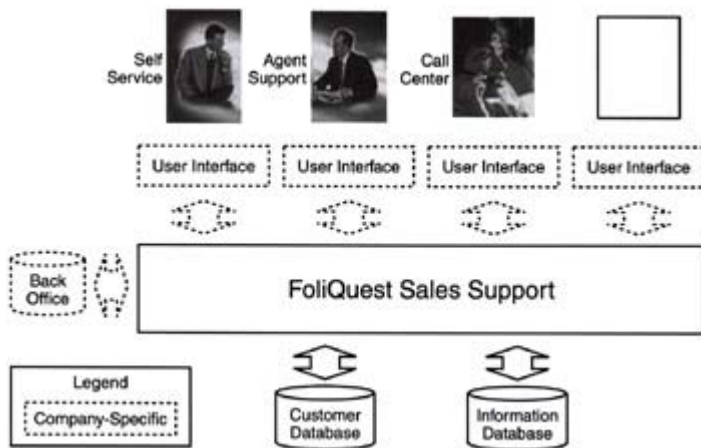 Self
Service
Agent
Support
Call
Center
User Interface
User Interface
User Interface
User Interface
Back
Office
FoliQuest Sales Support
Legend
Company-Specific
Customer
Database
Information
Database